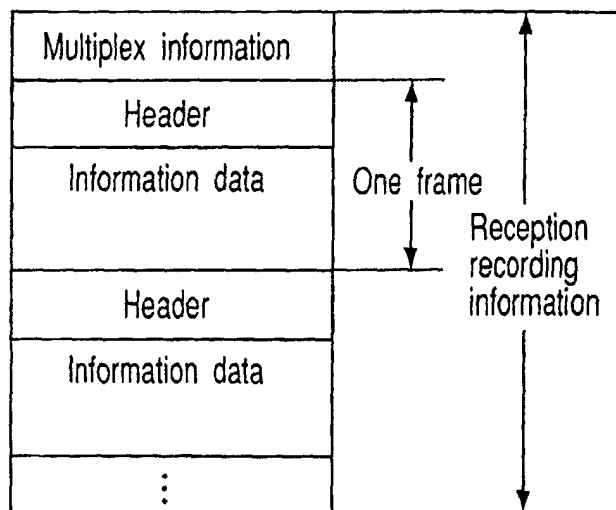 Multiplex information
Header
Information data
One frame
Reception
recording
information
Header
Information data
⋮